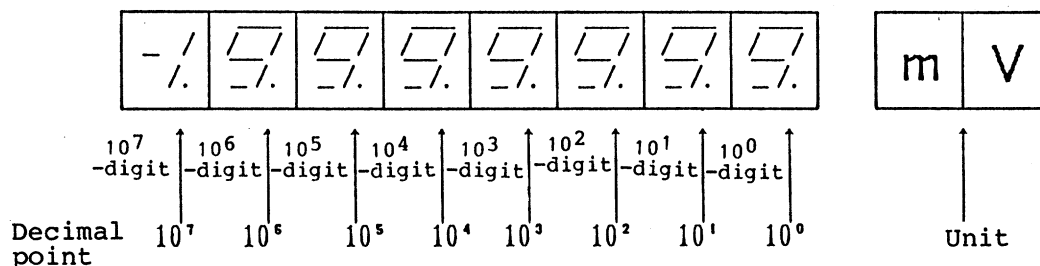 -1. 9. 9. 9. 9. 9. 9. 9. m V
10⁷ -digit 10⁶ -digit 10⁵ -digit 10⁴ -digit 10³ -digit 10² -digit 10¹ -digit 10⁰ -digit
Decimal point 10⁷ 10⁶ 10⁵ 10⁴ 10³ 10² 10¹ 10⁰ Unit